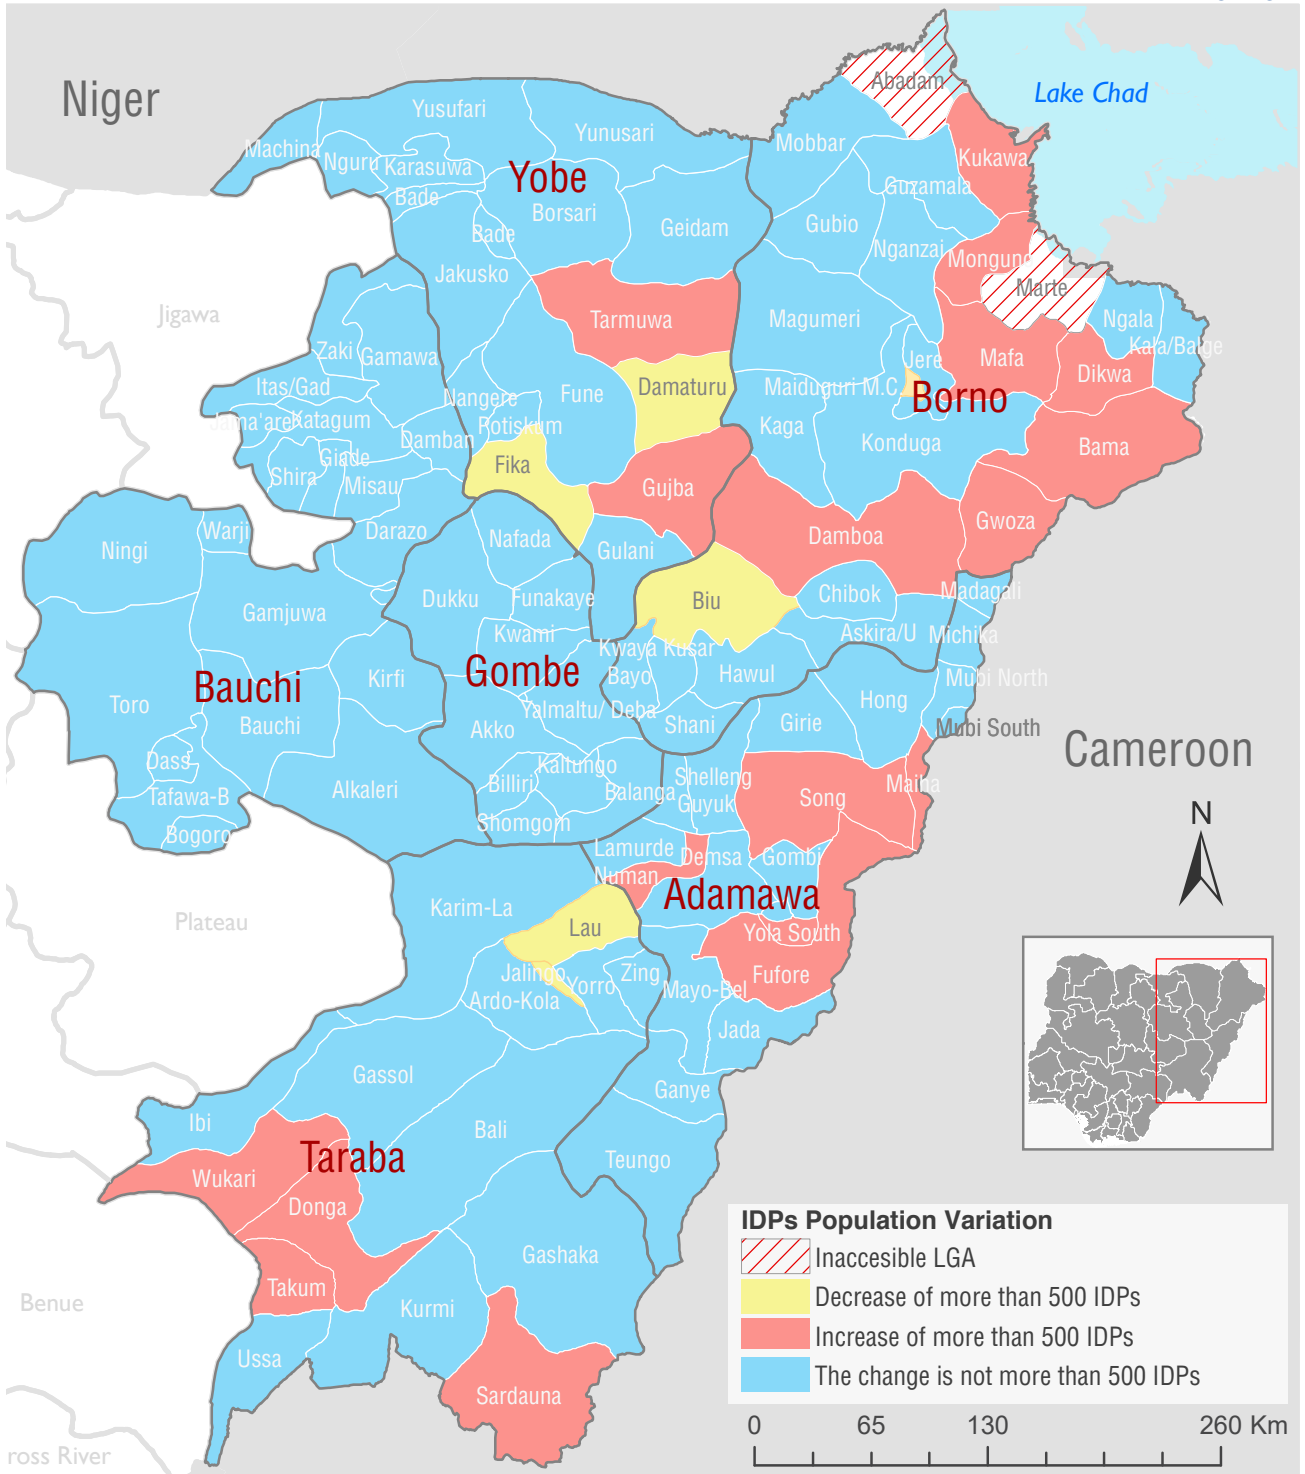 Niger
Lake Chad
Abadam
Yusufari
Yunusari
Machina
Nguru
Karasuwa
Mobbar
Kukawa
Yobe
Bade
Borsari
Guzamala
Geidam
Gubio
Bade
Nganzai
Monguno
Jakusko
Marte
Jigawa
Tarmuwa
Magumeri
Ngala
Kala/Balge
Zaki
Gamawa
Jere
Mafa
Dikwa
Itas/Gad
Nangere
Fune
Damaturu
Maiduguri M.C.
Borno
Jama'are
Katagum
Potiskum
Kaga
Konduga
Bama
Damban
Giade
Shira
Misau
Fika
Gujba
Gwoza
Ningi
Warji
Darazo
Nafada
Gulani
Damboa
Gamjuwa
Dukku
Funakaye
Biu
Chibok
Madagali
Kwami
Kwaya Kusar
Askira/U
Michika
Bauchi
Kirfi
Gombe
Bayo
Hawul
Mubi North
Toro
Bauchi
Yalmaltu/ Deba
Hong
Akko
Shani
Girie
Mubi South
Cameroon
Dass
Kaltungo
Billiri
Balanga
Shelleng
Maiha
Tafawa-B
Alkaleri
Guyuk
Song
Bogoro
Shomgom
Lamurde
Demsa
Gombi
Numan
N
Karim-La
Adamawa
Plateau
Lau
Yola South
Jalingo
Yorro
Zing
Fufore
Ardo-Kola
Mayo-Bel
Jada
Gassol
Ganye
Ibi
Bali
Taraba
Teungo
Wukari
Donga
Gashaka
Takum
Benue
Kurmi
Ussa
Sardauna
ross River
IDPs Population Variation
Inaccesible LGA
Decrease of more than 500 IDPs
Increase of more than 500 IDPs
The change is not more than 500 IDPs
0 65 130 260 Km